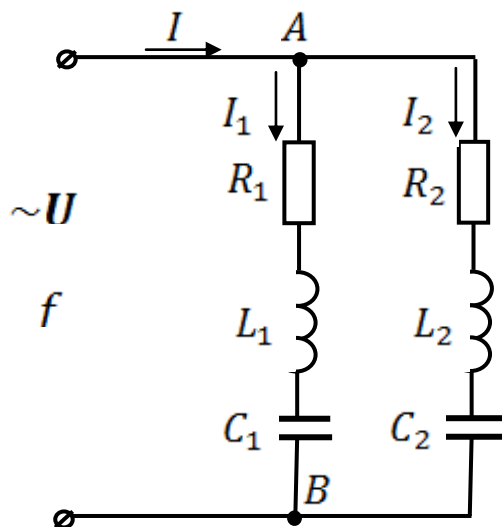 I A
I₁ I₂
R₁ R₂
~U
f
L₁ L₂
C₁ C₂
B